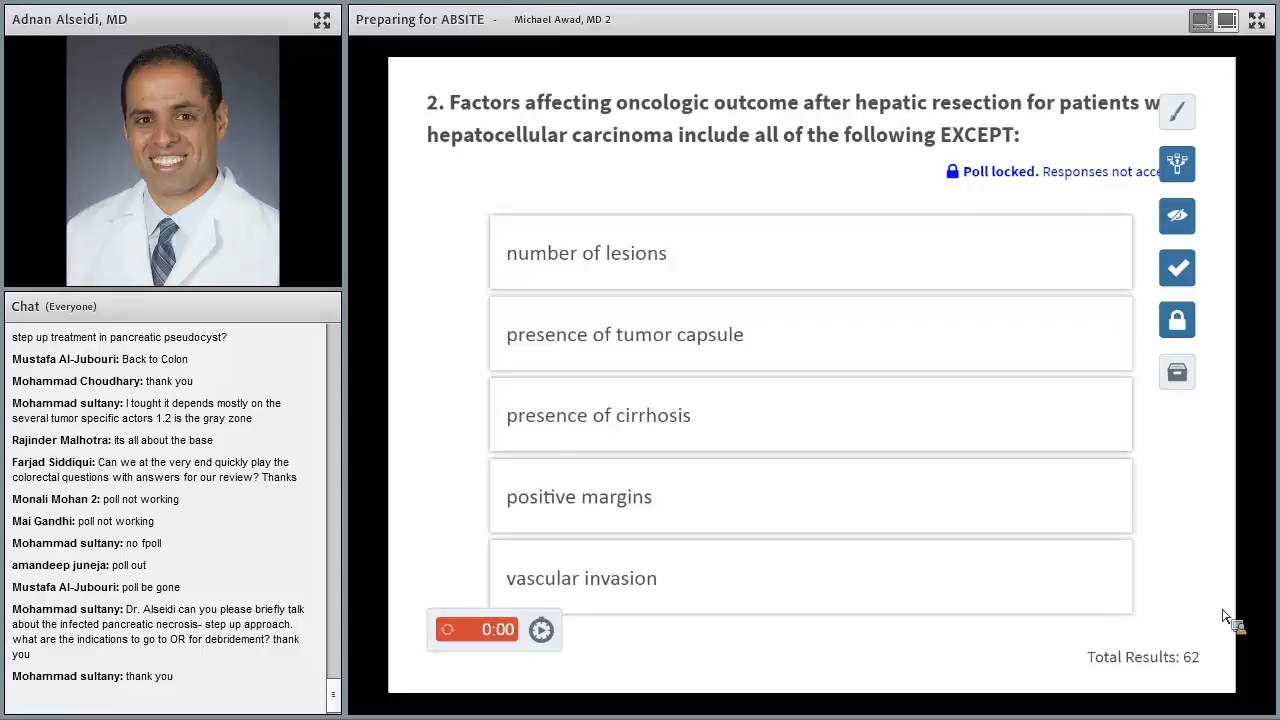 Adnan Alseidi, MD
Chat (Everyone)
step up treatment in pancreatic pseudocyst?
Mustafa Al-Jubouri: Back to Colon
Mohammad Choudhary: thank you
Mohammad sultany: I tought it depends mostly on the
several tumor specific actors 1.2 is the gray zone
Rajinder Malhotra: its all about the base
Farjad Siddiqui: Can we at the very end quickly play the
colorectal questions with answers for our review? Thanks
Monali Mohan 2: poll not working
Mai Gandhi: poll not working
Mohammad sultany: no fpoll
amandeep juneja: poll out
Mustafa Al-Jubouri: poll be gone
Mohammad sultany: Dr. Alseidi can you please briefly talk
about the infected pancreatic necrosis- step up approach.
what are the indications to go to OR for debridement? thank
you
Mohammad sultany: thank you
Preparing for ABSITE - Michael Awad, MD 2
2. Factors affecting oncologic outcome after hepatic resection for patients w
hepatocellular carcinoma include all of the following EXCEPT:
Poll locked. Responses not acce
number of lesions
presence of tumor capsule
presence of cirrhosis
positive margins
vascular invasion
0:00
Total Results: 62